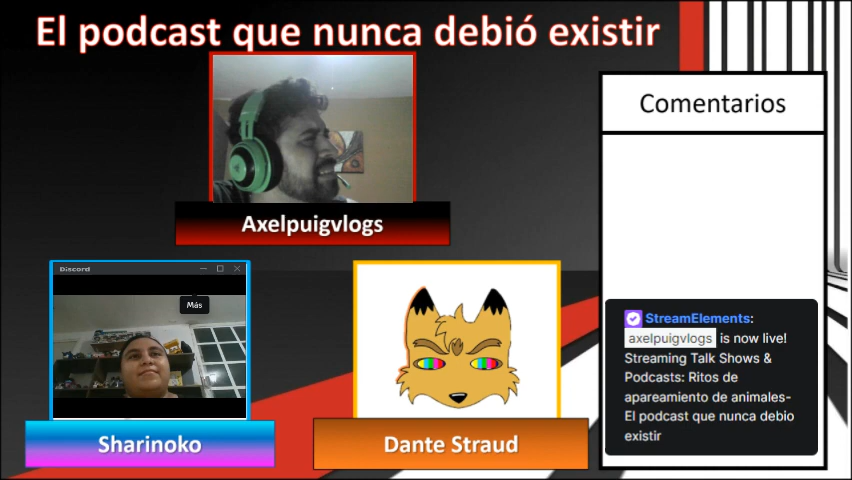 El podcast que nunca debió existir
Comentarios
Axelpuigvlogs
Discord
Más
Sharinoko
Dante Straud
StreamElements:
axelpuigvlogs is now live!
Streaming Talk Shows &
Podcasts: Ritos de
apareamiento de animales-
El podcast que nunca debio
existir